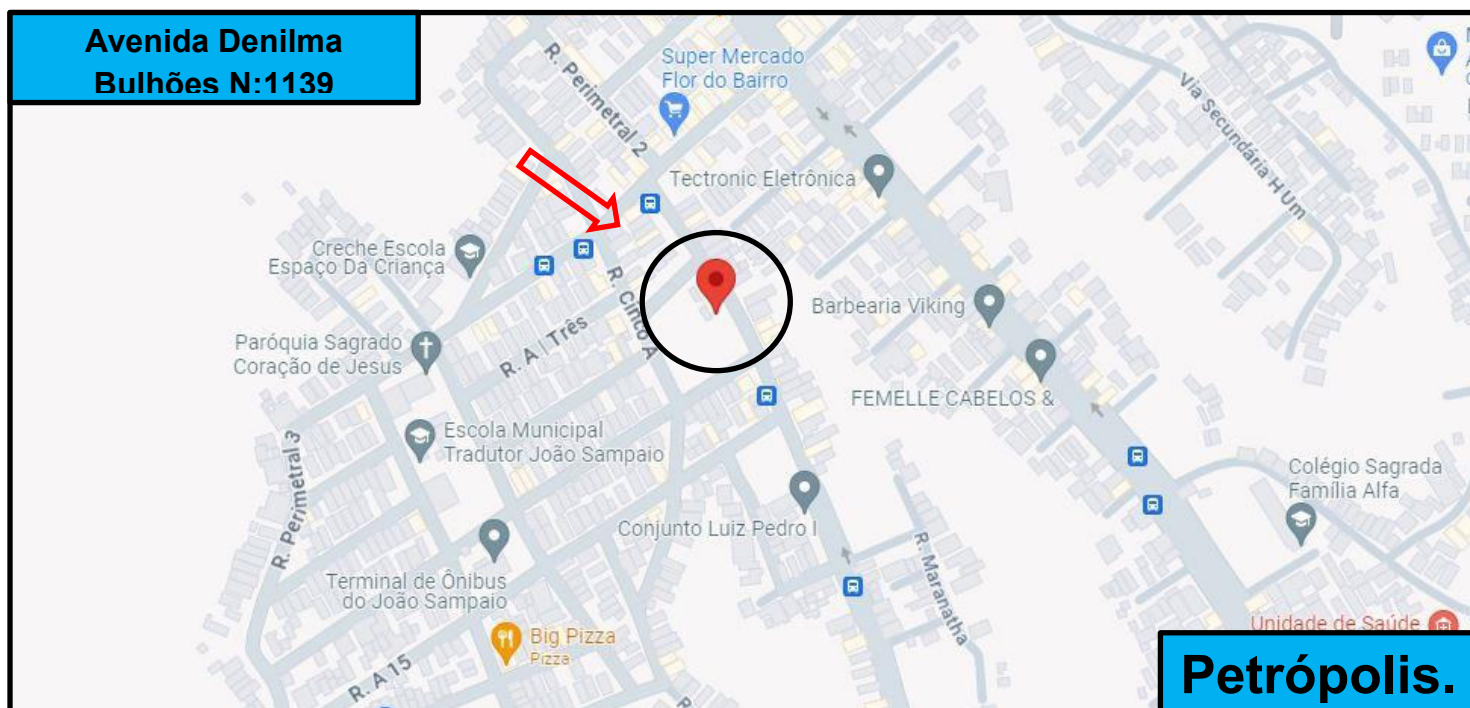 Avenida Denilma
Bulhões N:1139
R. Perimetral 2
Super Mercado
Flor do Bairro
Via Secundária H Um
Tectronic Eletrônica
Creche Escola
Espaço Da Criança
R. Cinco A
Barbearia Viking
Paróquia Sagrado
Coração de Jesus
R. A I Três
FEMELLE CABELOS &
Escola Municipal
Tradutor João Sampaio
R. Perimetral 3
Colégio Sagrada
Família Alfa
Conjunto Luiz Pedro I
R. Maranatha
Terminal de Ônibus
do João Sampaio
Big Pizza
Pizza
Unidade de Saúde
R. A 15
Petrópolis.